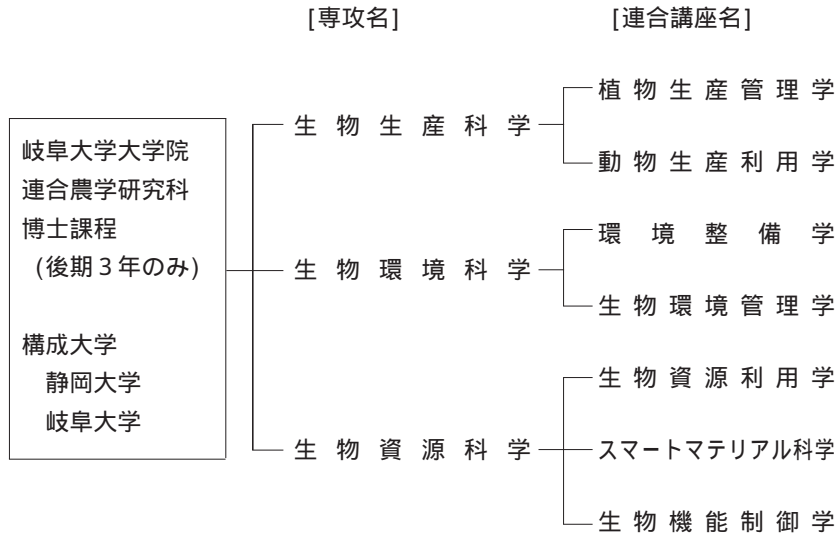 [専攻名]
[連合講座名]
岐阜大学大学院
連合農学研究科
博士課程
(後期３年のみ)
構成大学
静岡大学
岐阜大学
生物生産科学
植物生産管理学
動物生産利用学
生物環境科学
環境整備学
生物環境管理学
生物資源科学
生物資源利用学
スマートマテリアル科学
生物機能制御学